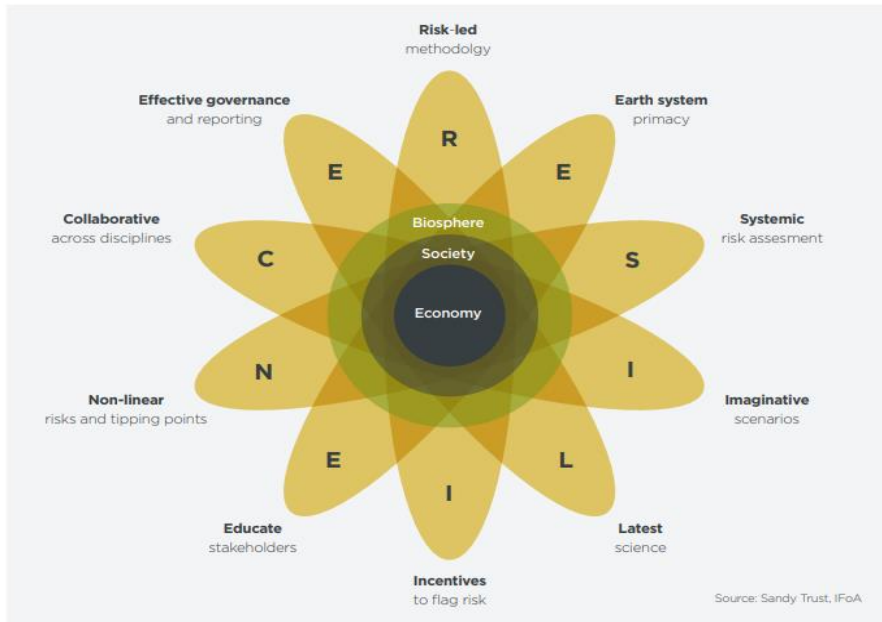 Risk-led
methodolgy
Effective governance
and reporting
Earth system
primacy
R
E
E
Collaborative
across disciplines
Biosphere
Systemic
risk assesment
Society
C
S
Economy
N
I
Non-linear
risks and tipping points
Imaginative
scenarios
E
L
I
Educate
stakeholders
Latest
science
Incentives
to flag risk
Source: Sandy Trust, IFoA